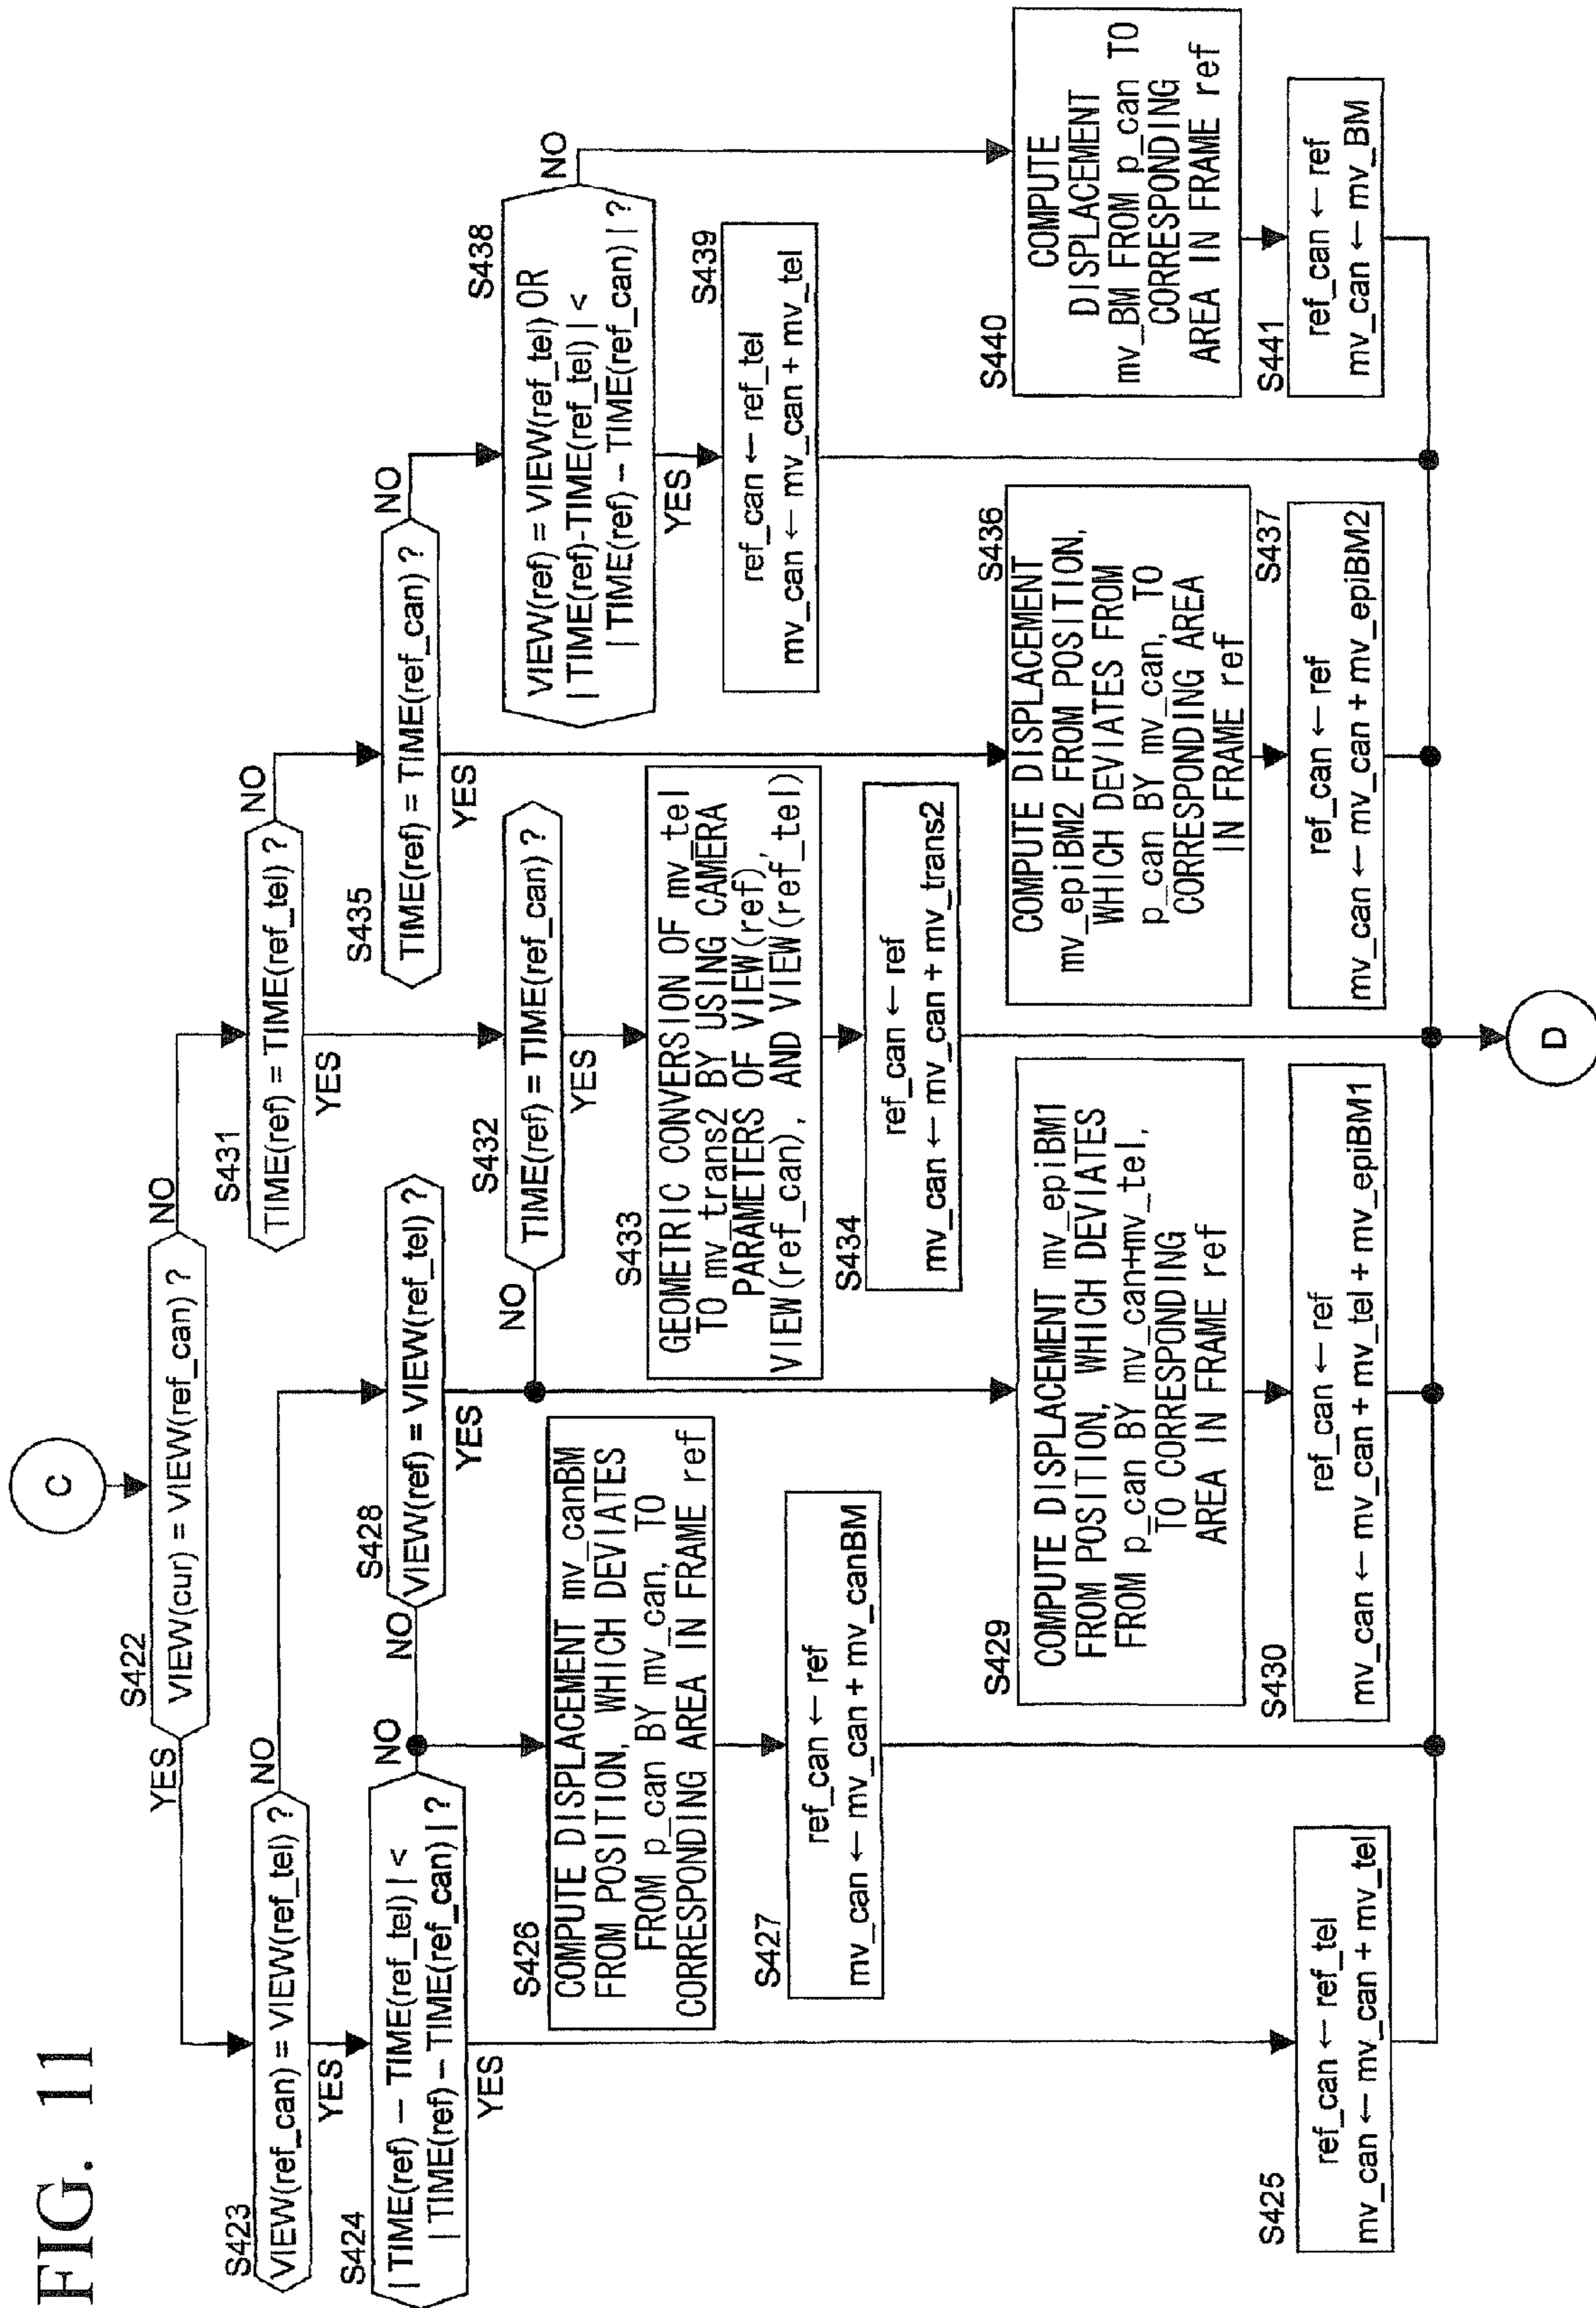 FIG. 11
C
S422
VIEW(cur) = VIEW(ref_can) ?
YES
NO
S423
VIEW(ref_can) = VIEW(ref_tel) ?
NO
YES
S424
| TIME(ref) − TIME(ref_tel) | <
| TIME(ref) − TIME(ref_can) | ?
NO
YES
S425
ref_can ← ref_tel
mv_can ← mv_can + mv_tel
S426
COMPUTE DISPLACEMENT mv_canBM
FROM POSITION, WHICH DEVIATES
FROM p_can BY mv_can, TO
CORRESPONDING AREA IN FRAME ref
S427
ref_can ← ref
mv_can ← mv_can + mv_canBM
S428
VIEW(ref) = VIEW(ref_tel) ?
NO
YES
S429
COMPUTE DISPLACEMENT mv_epiBM1
FROM POSITION, WHICH DEVIATES
FROM p_can BY mv_can+mv_tel,
TO CORRESPONDING
AREA IN FRAME ref
S430
ref_can ← ref
mv_can ← mv_can + mv_tel + mv_epiBM1
S431
TIME(ref) = TIME(ref_tel) ?
NO
YES
S432
TIME(ref) = TIME(ref_can) ?
NO
YES
S433
GEOMETRIC CONVERSION OF mv_tel
TO mv_trans2 BY USING CAMERA
PARAMETERS OF VIEW(ref),
VIEW(ref_can), AND VIEW(ref_tel)
S434
ref_can ← ref
mv_can ← mv_can + mv_trans2
S435
TIME(ref) = TIME(ref_can) ?
NO
YES
S436
COMPUTE DISPLACEMENT
mv_epiBM2 FROM POSITION,
WHICH DEVIATES FROM
p_can BY mv_can, TO
CORRESPONDING AREA
IN FRAME ref
S437
ref_can ← ref
mv_can ← mv_can + mv_epiBM2
S438
VIEW(ref) = VIEW(ref_tel) OR
| TIME(ref)-TIME(ref_tel) | <
| TIME(ref) − TIME(ref_can) | ?
NO
YES
S439
ref_can ← ref_tel
mv_can ← mv_can + mv_tel
S440
COMPUTE
DISPLACEMENT
mv_BM FROM p_can TO
CORRESPONDING
AREA IN FRAME ref
S441
ref_can ← ref
mv_can ← mv_BM
D